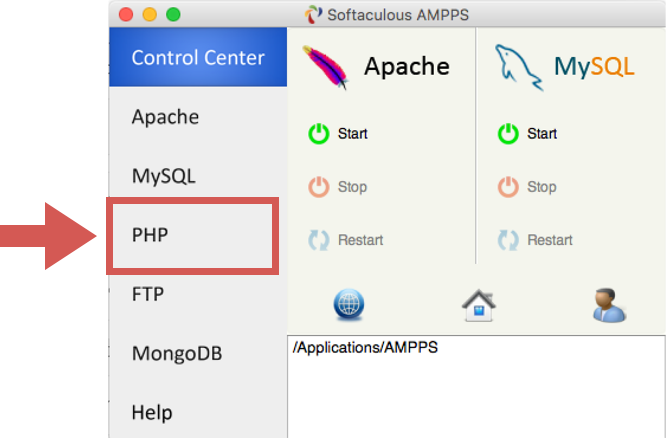 Softaculous AMPPS
Control Center
Apache
MySQL
PHP
FTP
MongoDB
Help
Apache
Start
Stop
Restart
MySQL
Start
Stop
Restart
/Applications/AMPPS